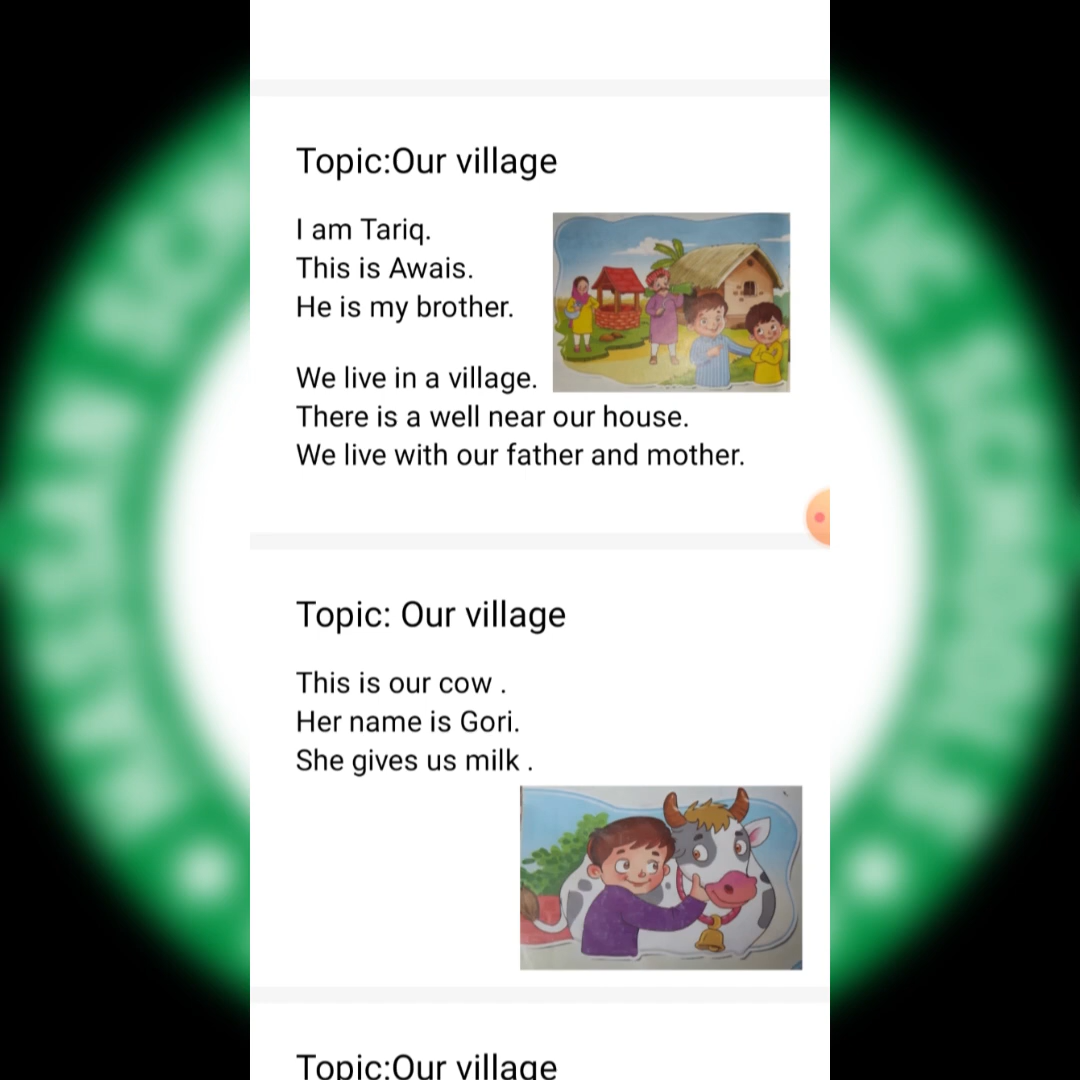 Topic:Our village
I am Tariq.
This is Awais.
He is my brother.
We live in a village.
There is a well near our house.
We live with our father and mother.
Topic: Our village
This is our cow .
Her name is Gori.
She gives us milk .
Topic:Our village